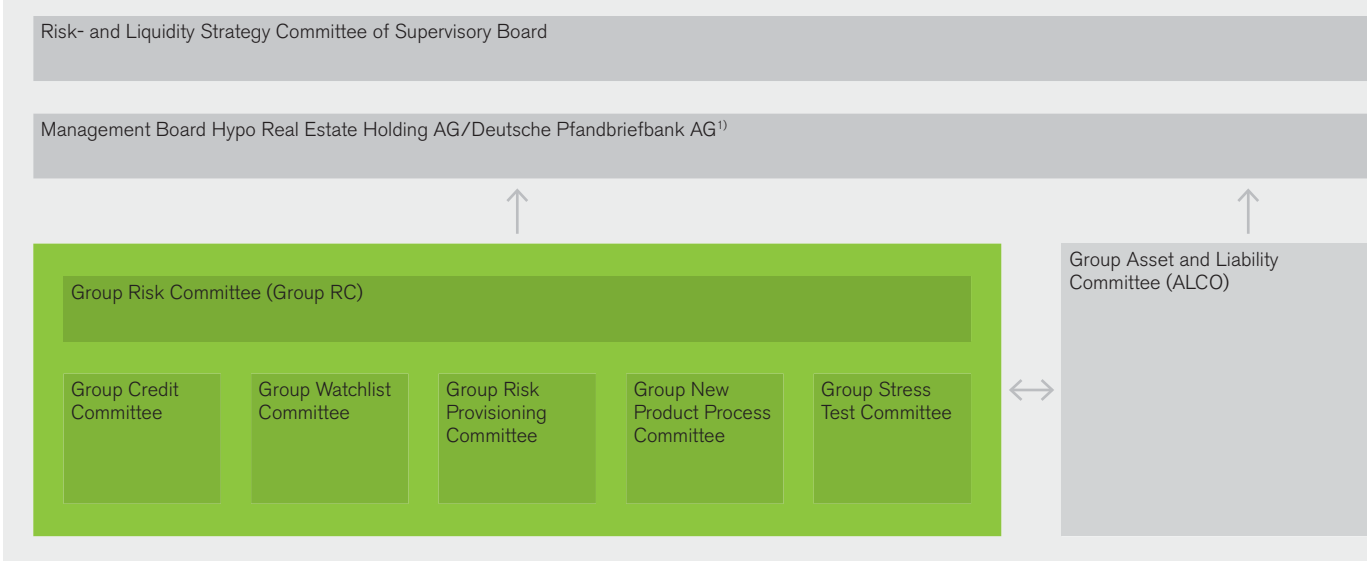 Risk- and Liquidity Strategy Committee of Supervisory Board
Management Board Hypo Real Estate Holding AG/Deutsche Pfandbriefbank AG¹⁾
Group Asset and Liability
Committee (ALCO)
Group Risk Committee (Group RC)
Group Credit
Committee
Group Watchlist
Committee
Group Risk
Provisioning
Committee
Group New
Product Process
Committee
Group Stress
Test Committee